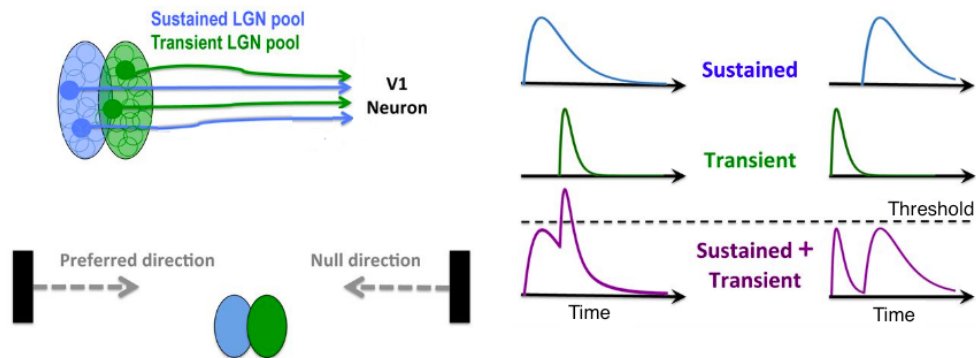 Sustained LGN pool
Transient LGN pool
V1
Neuron
Preferred direction
Null direction
Sustained
Transient
Threshold
Sustained +
Transient
Time
Time